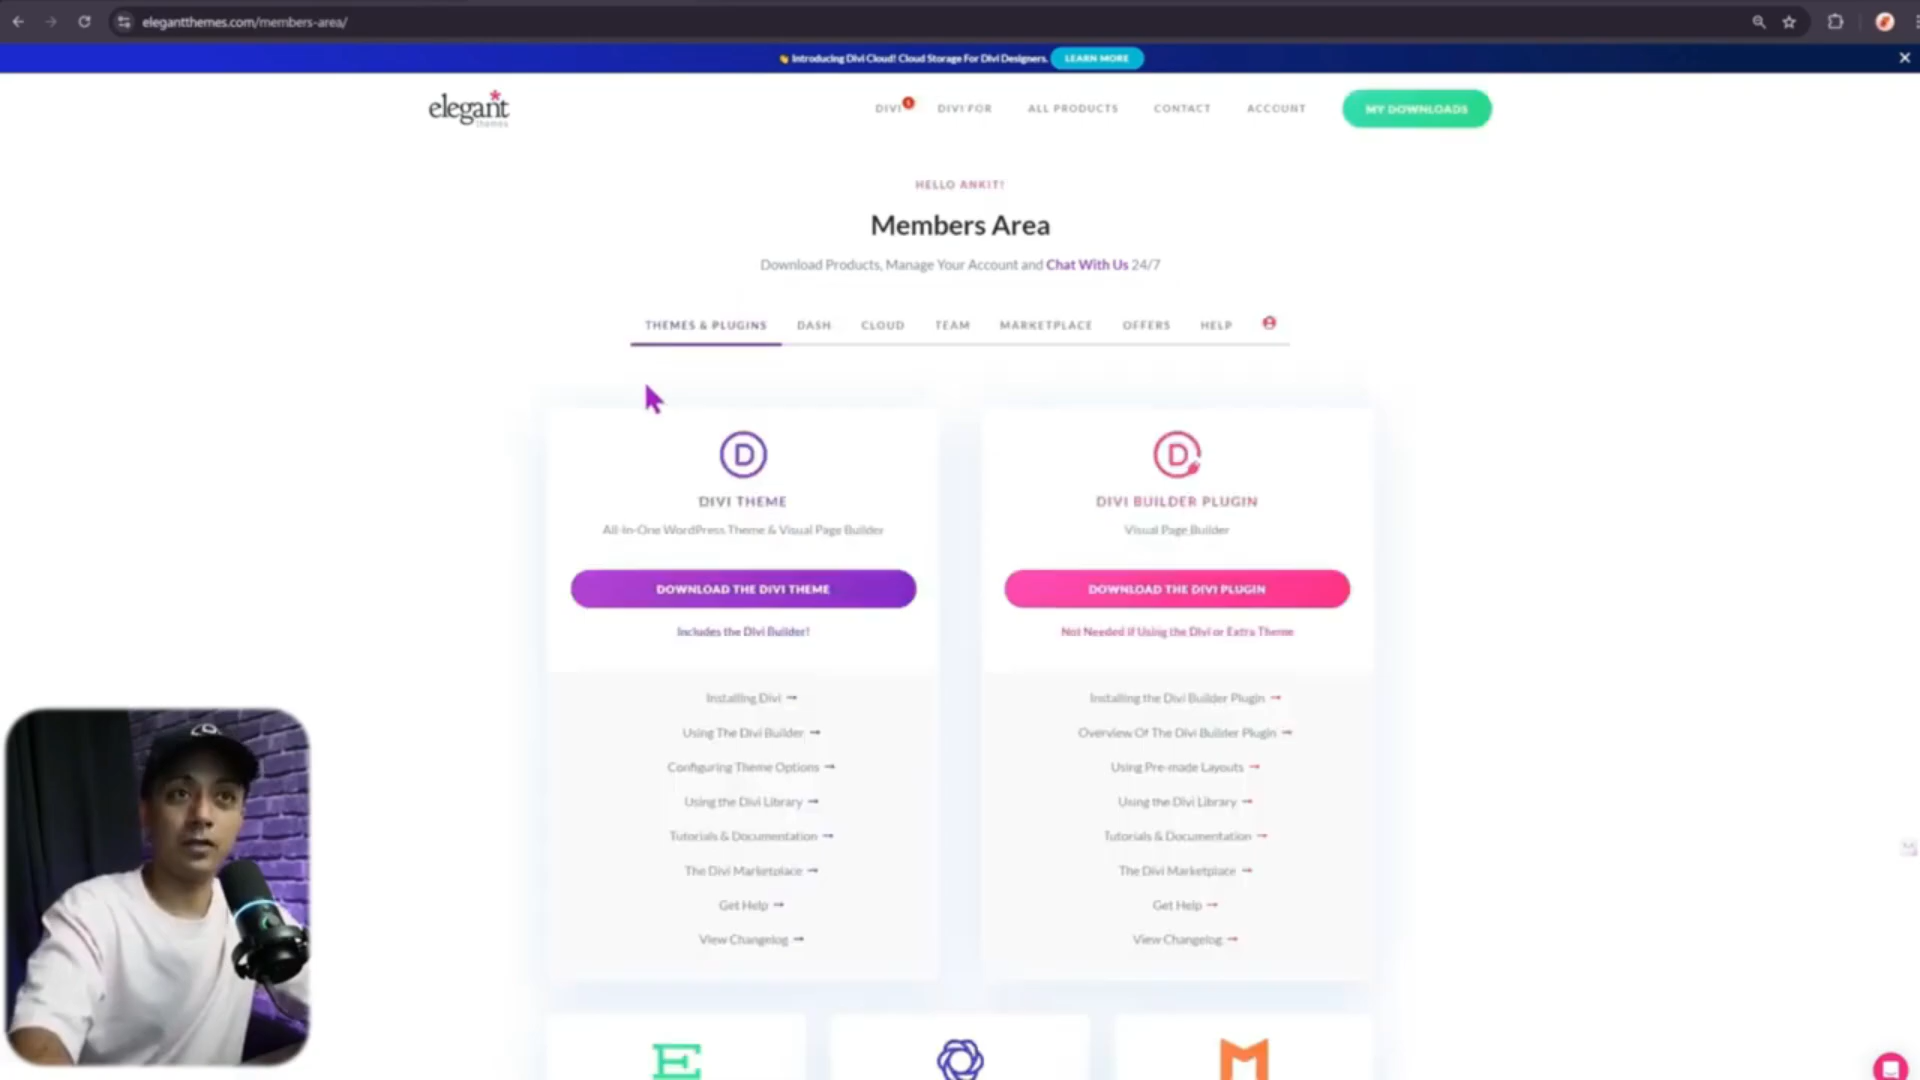 elegantthemes.com/members-area/
Introducing Divi Cloud! Cloud Storage For Divi Designers. LEARN MORE
elegant themes
DIVI 1 DIVI FOR ALL PRODUCTS CONTACT ACCOUNT MY DOWNLOADS
HELLO ANKIT!
Members Area
Download Products, Manage Your Account and Chat With Us 24/7
THEMES & PLUGINS DASH CLOUD TEAM MARKETPLACE OFFERS HELP
D
DIVI THEME
All-In-One WordPress Theme & Visual Page Builder
DOWNLOAD THE DIVI THEME
Includes the Divi Builder!
Installing Divi →
Using The Divi Builder →
Configuring Theme Options →
Using the Divi Library →
Tutorials & Documentation →
The Divi Marketplace →
Get Help →
View Changelog →
D
DIVI BUILDER PLUGIN
Visual Page Builder
DOWNLOAD THE DIVI PLUGIN
Not Needed If Using the Divi or Extra Theme
Installing the Divi Builder Plugin →
Overview Of The Divi Builder Plugin →
Using Pre-made Layouts →
Using the Divi Library →
Tutorials & Documentation →
The Divi Marketplace →
Get Help →
View Changelog →
E
M